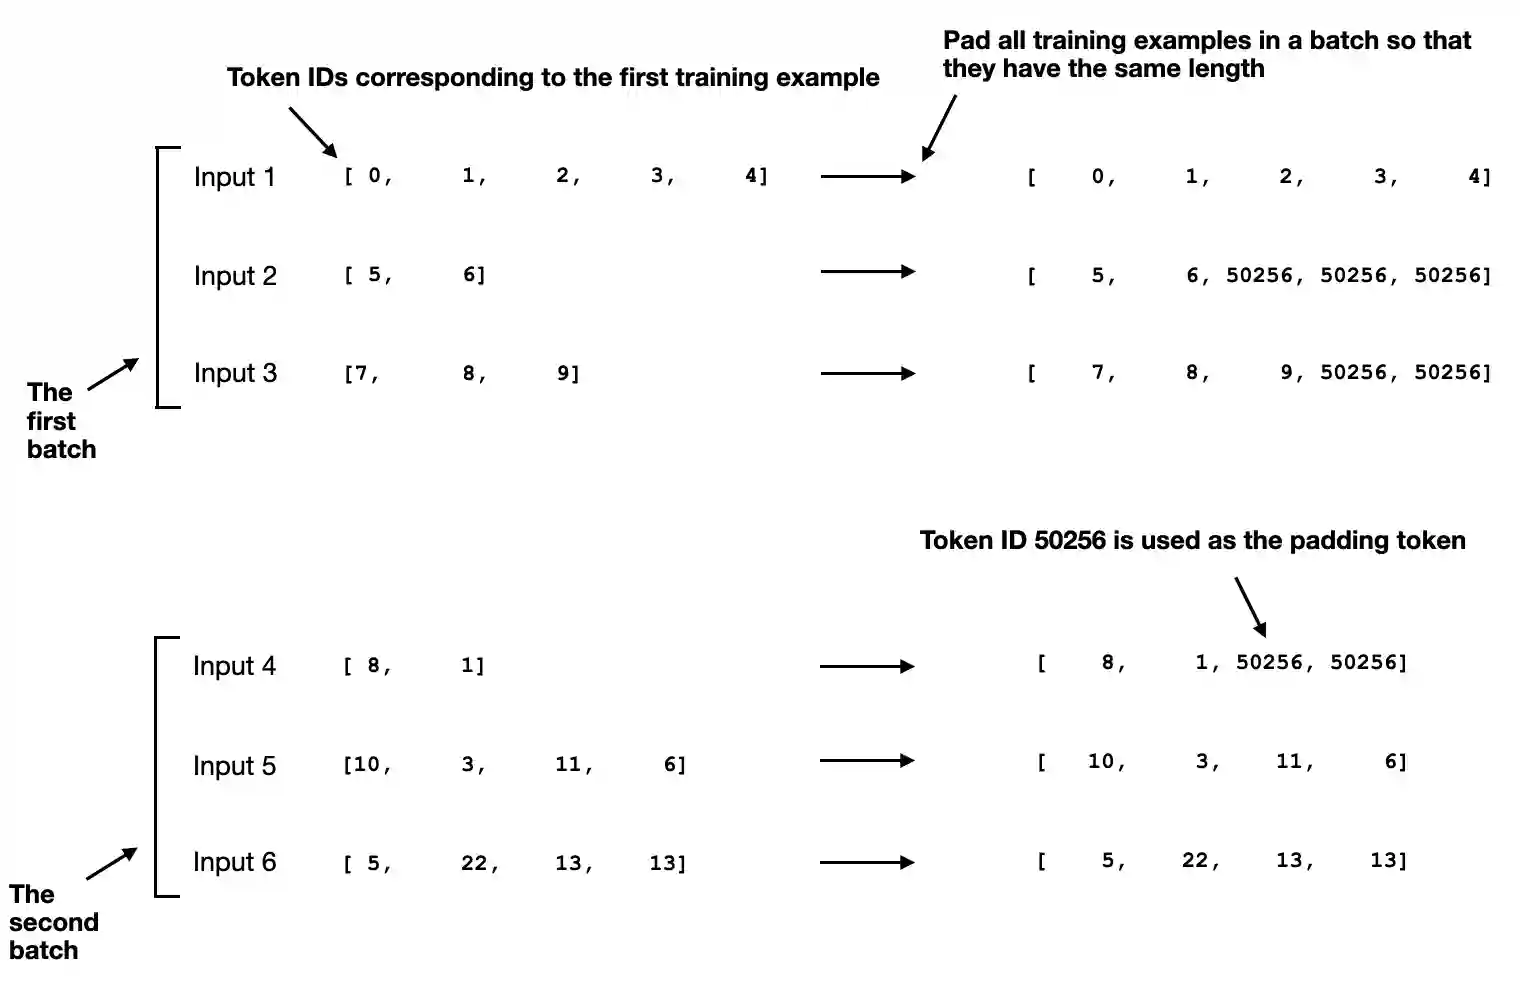 Pad all training examples in a batch so that
they have the same length
Token IDs corresponding to the first training example
Input 1 [ 0, 1, 2, 3, 4] [ 0, 1, 2, 3, 4]
Input 2 [ 5, 6] [ 5, 6, 50256, 50256, 50256]
Input 3 [7, 8, 9] [ 7, 8, 9, 50256, 50256]
The
first
batch
Token ID 50256 is used as the padding token
Input 4 [ 8, 1] [ 8, 1, 50256, 50256]
Input 5 [10, 3, 11, 6] [ 10, 3, 11, 6]
Input 6 [ 5, 22, 13, 13] [ 5, 22, 13, 13]
The
second
batch